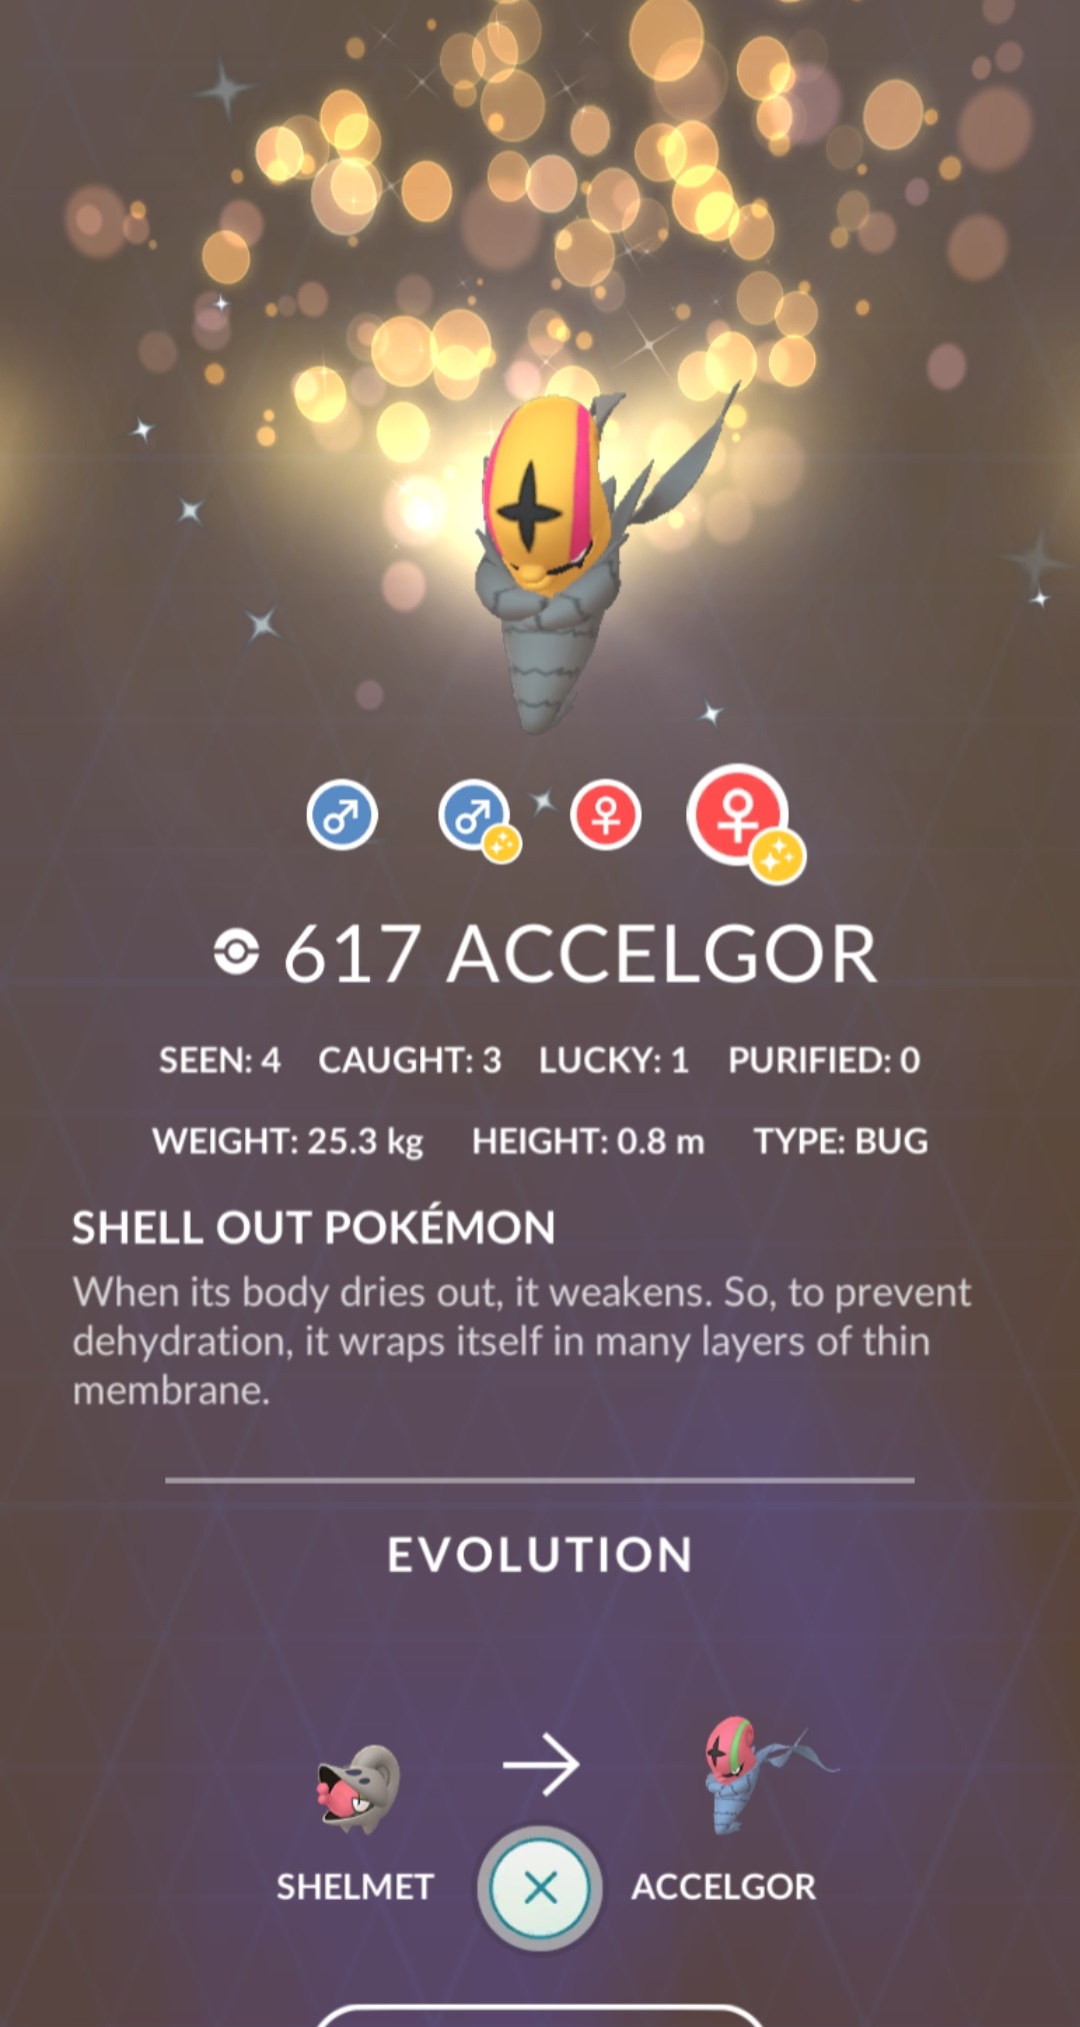 617 ACCELGOR
SEEN: 4 CAUGHT: 3 LUCKY: 1 PURIFIED: 0
WEIGHT: 25.3 kg HEIGHT: 0.8 m TYPE: BUG
SHELL OUT POKÉMON
When its body dries out, it weakens. So, to prevent
dehydration, it wraps itself in many layers of thin
membrane.
EVOLUTION
SHELMET ACCELGOR